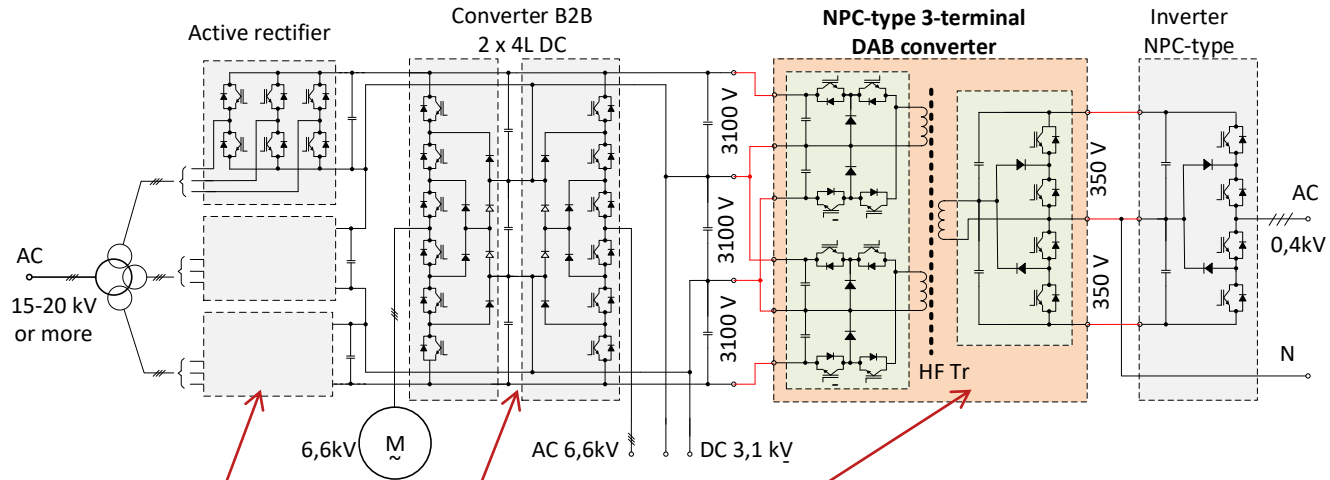 Active rectifier
Converter B2B
2 x 4L DC
NPC-type 3-terminal
DAB converter
Inverter
NPC-type
3100 V
3100 V
3100 V
350 V
350 V
AC
15-20 kV
or more
AC
0,4kV
N
HF Tr
6,6kV
M
~
AC 6,6kV
DC 3,1 kV